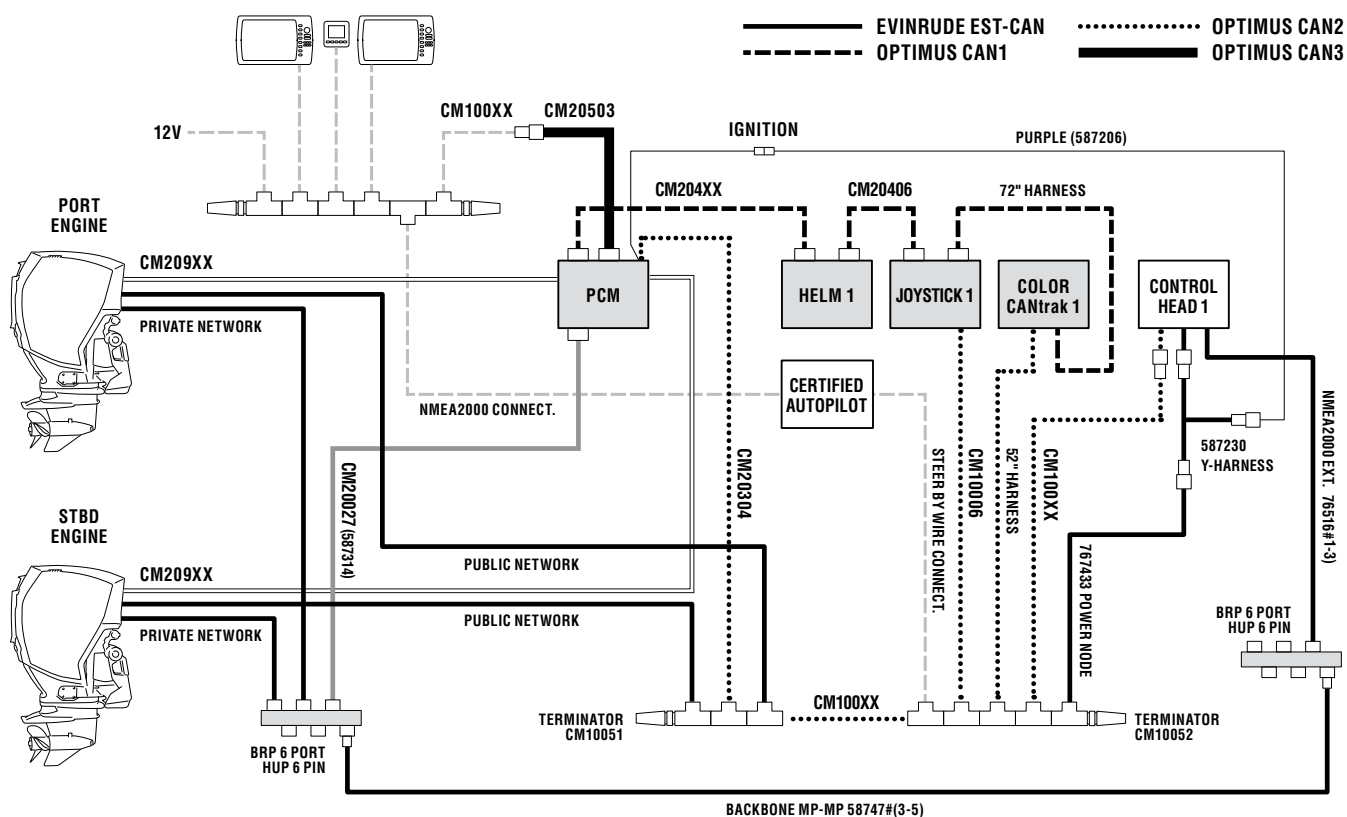 EVINRUDE EST-CAN
OPTIMUS CAN2
OPTIMUS CAN1
OPTIMUS CAN3
12V
CM100XX
CM20503
IGNITION
PURPLE (587206)
PORT
ENGINE
CM204XX
CM20406
72" HARNESS
CM209XX
PCM
HELM 1
JOYSTICK 1
COLOR
CANtrak 1
CONTROL
HEAD 1
PRIVATE NETWORK
CERTIFIED
AUTOPILOT
NMEA2000 CONNECT.
NMEA2000 EXT. 76516#1-3)
587230
Y-HARNESS
CM20027 (587314)
CM20304
STEER BY WIRE CONNECT.
CM10006
52" HARNESS
CM100XX
767433 POWER NODE
STBD
ENGINE
CM209XX
PUBLIC NETWORK
PUBLIC NETWORK
PRIVATE NETWORK
BRP 6 PORT
HUP 6 PIN
CM100XX
TERMINATOR
CM10051
TERMINATOR
CM10052
BRP 6 PORT
HUP 6 PIN
BACKBONE MP-MP 58747#(3-5)